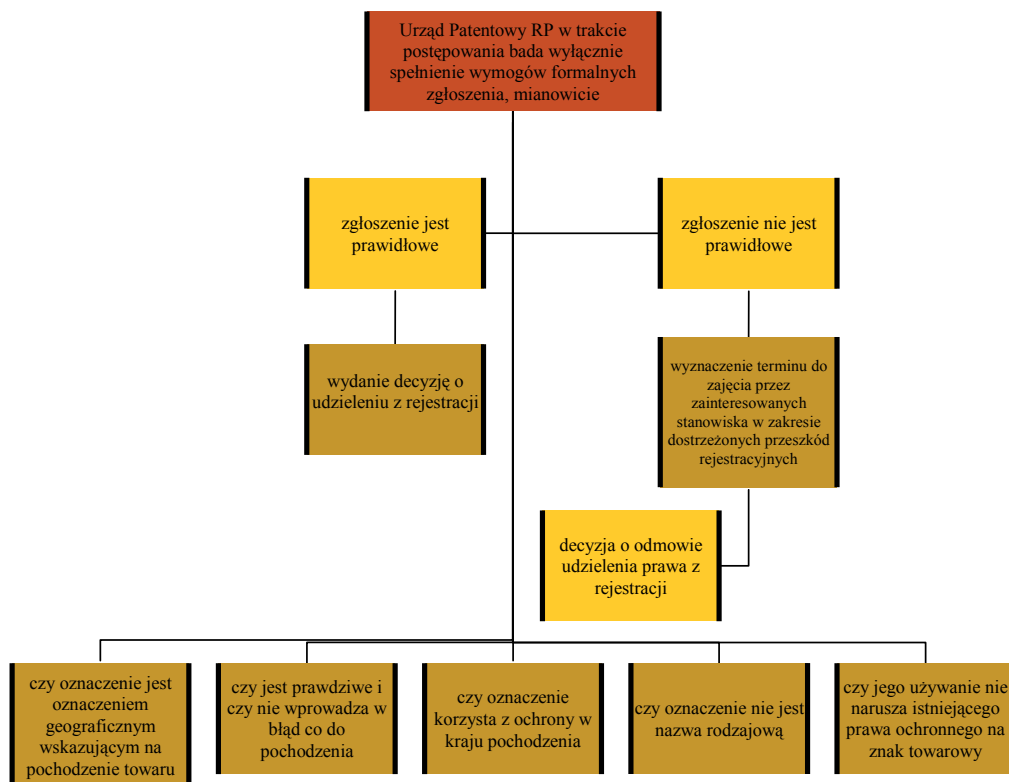 Urząd Patentowy RP w trakcie
postępowania bada wyłącznie
spełnienie wymogów formalnych
zgłoszenia, mianowicie
zgłoszenie jest
prawidłowe
zgłoszenie nie jest
prawidłowe
wydanie decyzję o
udzieleniu z rejestracji
wyznaczenie terminu do
zajęcia przez
zainteresowanych
stanowiska w zakresie
dostrzeżonych przeszkód
rejestracyjnych
decyzja o odmowie
udzielenia prawa z
rejestracji
czy oznaczenie jest
oznaczeniem
geograficznym
wskazującym na
pochodzenie towaru
czy jest prawdziwe i
czy nie wprowadza w
błąd co do
pochodzenia
czy oznaczenie
korzysta z ochrony w
kraju pochodzenia
czy oznaczenie nie jest
nazwa rodzajową
czy jego używanie nie
narusza istniejącego
prawa ochronnego na
znak towarowy